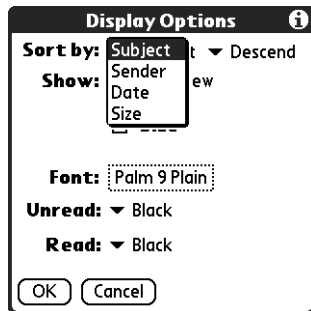 Display Options
Sort by: Subject ▼ Descend
Sender
Show: ew
Date
Size
Font: Palm 9 Plain
Unread: ▼ Black
Read: ▼ Black
OK Cancel